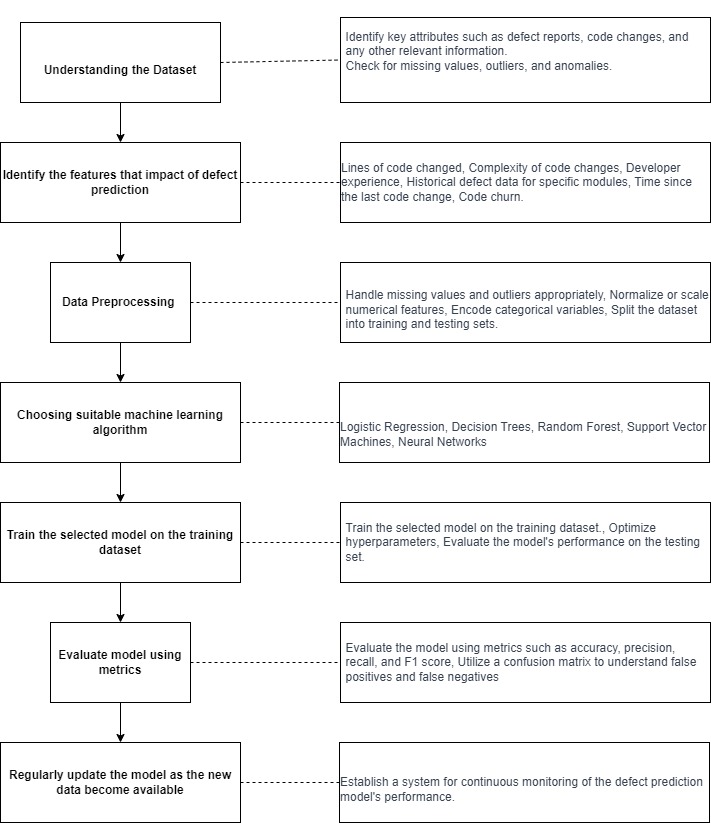 Understanding the Dataset
Identify key attributes such as defect reports, code changes, and
any other relevant information.
Check for missing values, outliers, and anomalies.
Identify the features that impact of defect
prediction
Lines of code changed, Complexity of code changes, Developer
experience, Historical defect data for specific modules, Time since
the last code change, Code churn.
Data Preprocessing
Handle missing values and outliers appropriately, Normalize or scale
numerical features, Encode categorical variables, Split the dataset
into training and testing sets.
Choosing suitable machine learning
algorithm
Logistic Regression, Decision Trees, Random Forest, Support Vector
Machines, Neural Networks
Train the selected model on the training
dataset
Train the selected model on the training dataset., Optimize
hyperparameters, Evaluate the model's performance on the testing
set.
Evaluate model using
metrics
Evaluate the model using metrics such as accuracy, precision,
recall, and F1 score, Utilize a confusion matrix to understand false
positives and false negatives
Regularly update the model as the new
data become available
Establish a system for continuous monitoring of the defect prediction
model's performance.